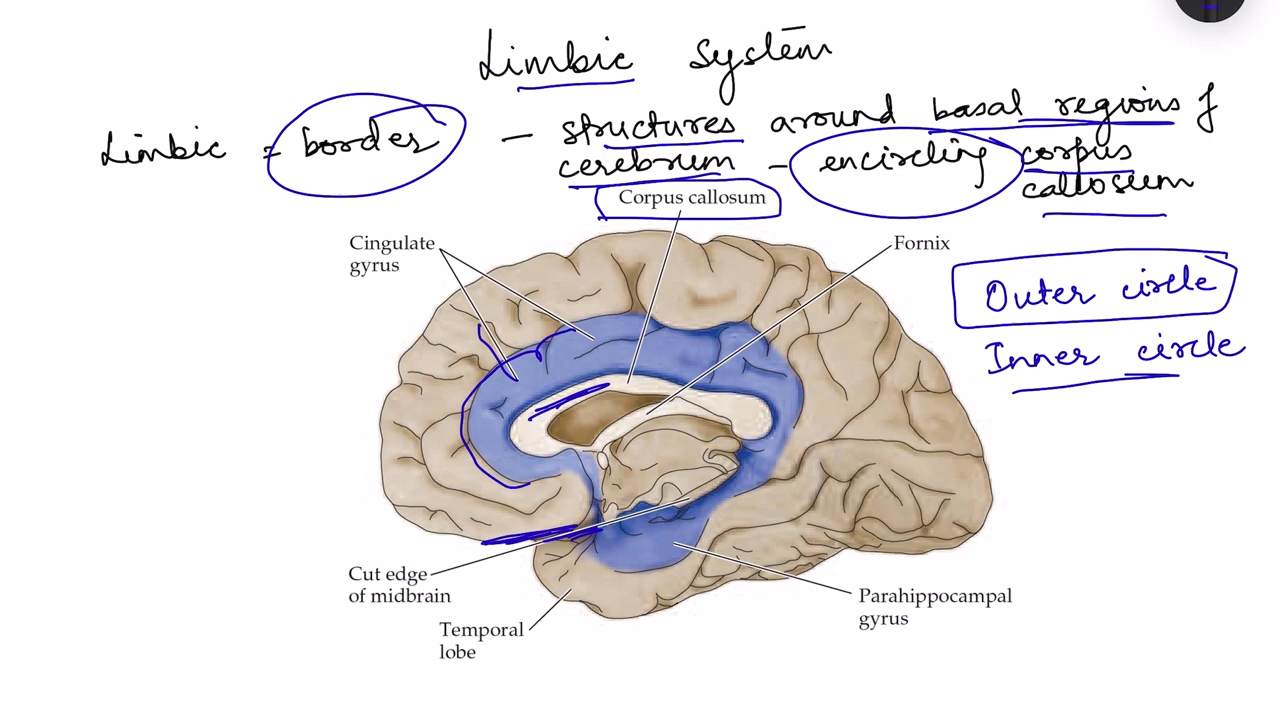 Limbic System
Limbic = border - structures around basal regions of
cerebrum - encircling corpus
callosum
Corpus callosum
Cingulate
gyrus
Fornix
Outer circle
Inner circle
Cut edge
of midbrain
Parahippocampal
gyrus
Temporal
lobe